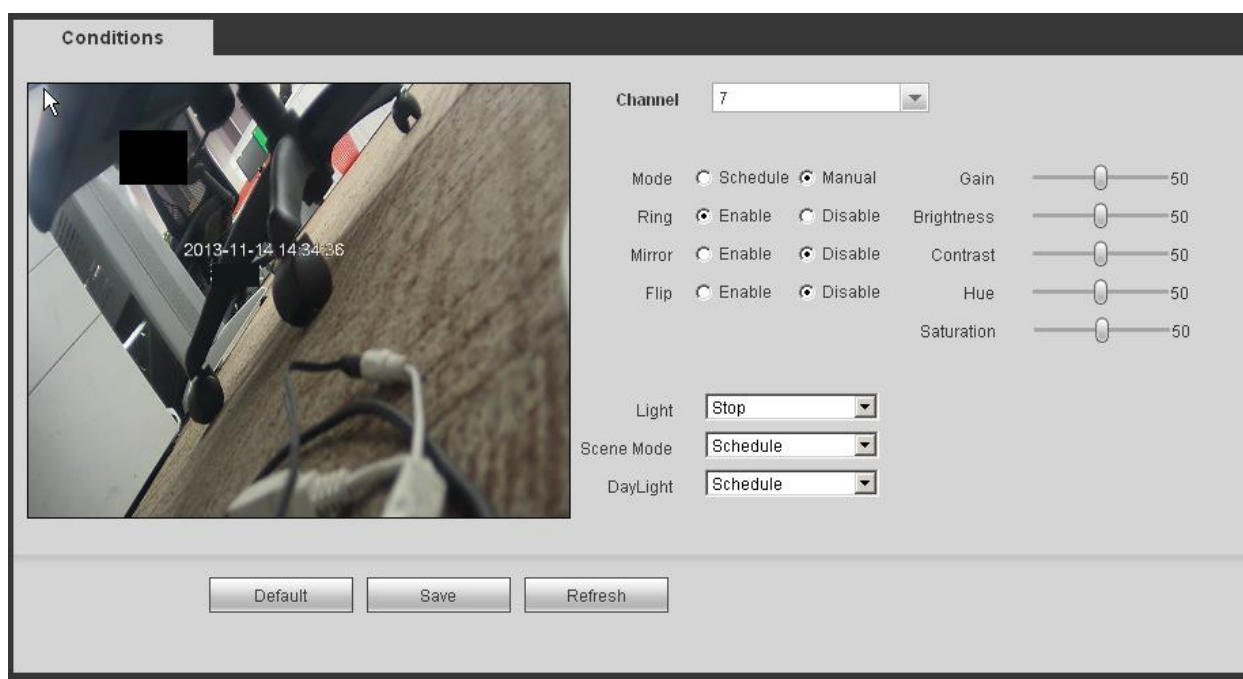 Conditions
2013-11-14 14:34:36
Channel 7
Mode Schedule Manual Gain 50
Ring Enable Disable Brightness 50
Mirror Enable Disable Contrast 50
Flip Enable Disable Hue 50
Saturation 50
Light Stop
Scene Mode Schedule
DayLight Schedule
Default Save Refresh